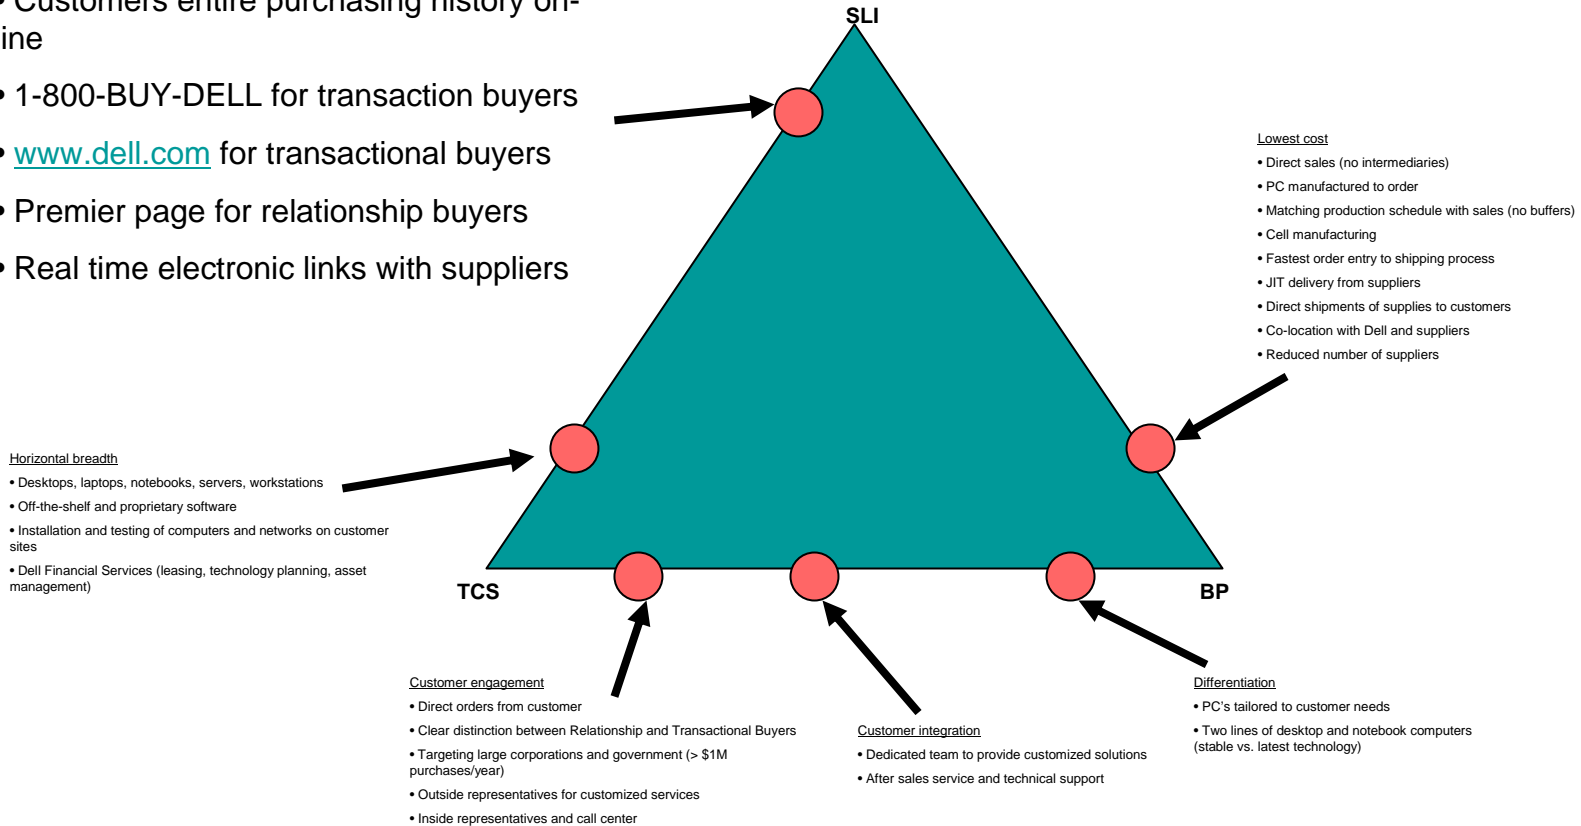 • Customers entire purchasing history on-
ine
• 1-800-BUY-DELL for transaction buyers
• www.dell.com for transactional buyers
• Premier page for relationship buyers
• Real time electronic links with suppliers
SLI
Lowest cost
• Direct sales (no intermediaries)
• PC manufactured to order
• Matching production schedule with sales (no buffers)
• Cell manufacturing
• Fastest order entry to shipping process
• JIT delivery from suppliers
• Direct shipments of supplies to customers
• Co-location with Dell and suppliers
• Reduced number of suppliers
Horizontal breadth
• Desktops, laptops, notebooks, servers, workstations
• Off-the-shelf and proprietary software
• Installation and testing of computers and networks on customer
sites
• Dell Financial Services (leasing, technology planning, asset
management)
TCS
BP
Customer engagement
• Direct orders from customer
• Clear distinction between Relationship and Transactional Buyers
• Targeting large corporations and government (> $1M
purchases/year)
• Outside representatives for customized services
• Inside representatives and call center
Customer integration
• Dedicated team to provide customized solutions
• After sales service and technical support
Differentiation
• PC's tailored to customer needs
• Two lines of desktop and notebook computers
(stable vs. latest technology)